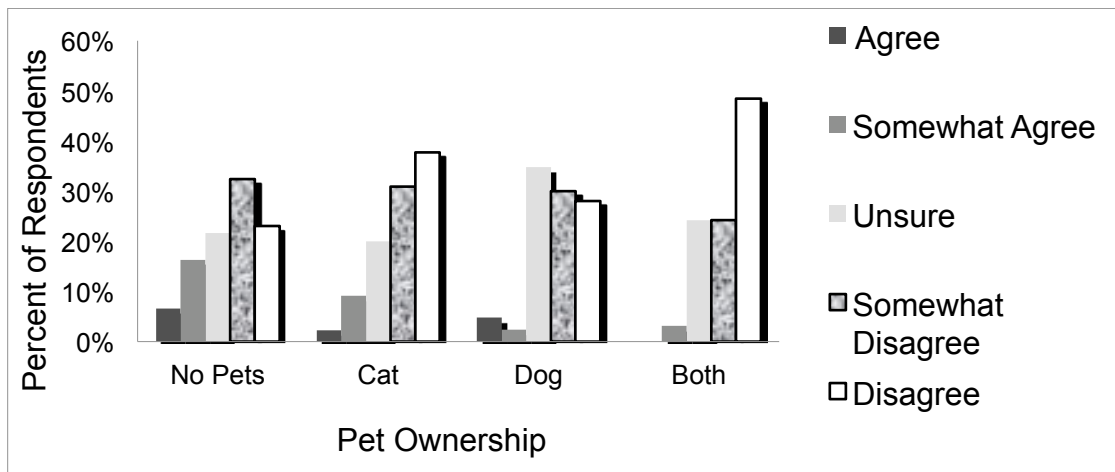 Percent of Respondents
60%
50%
40%
30%
20%
10%
0%
No Pets
Cat
Dog
Both
Pet Ownership
Agree
Somewhat Agree
Unsure
Somewhat
Disagree
Disagree